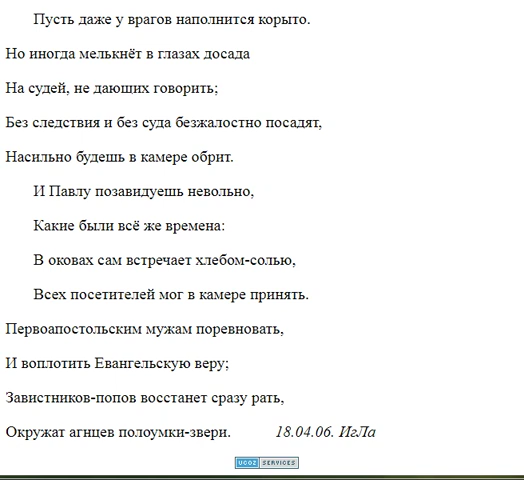 Пусть даже у врагов наполнится корыто.
Но иногда мелькнёт в глазах досада
На судей, не дающих говорить;
Без следствия и без суда безжалостно посадят,
Насильно будешь в камере обрит.
И Павлу позавидуешь невольно,
Какие были всё же времена:
В оковах сам встречает хлебом-солью,
Всех посетителей мог в камере принять.
Первоапостольским мужам поревновать,
И воплотить Евангельскую веру;
Завистников-попов восстанет сразу рать,
Окружат агнцев полоумки-звери. 18.04.06. ИгЛа
UCOZ SERVICES